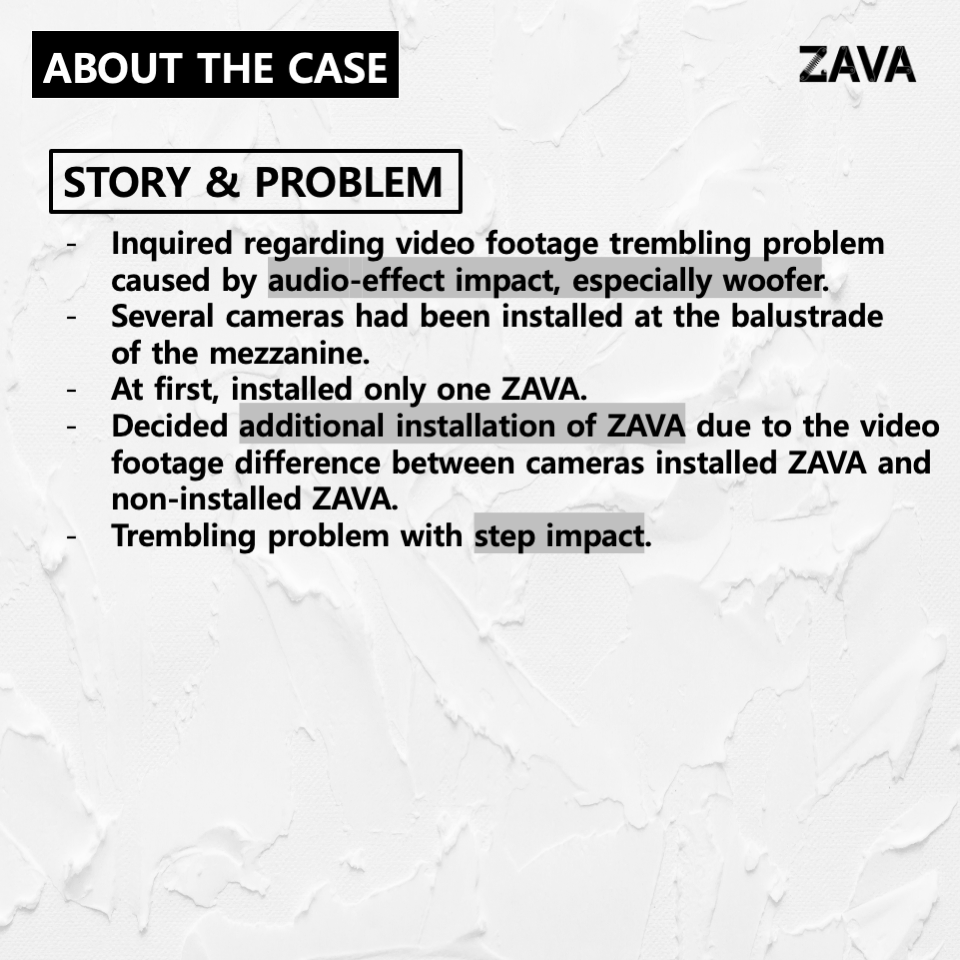 ABOUT THE CASE
ZAVA
STORY & PROBLEM
- Inquired regarding video footage trembling problem
caused by audio-effect impact, especially woofer.
- Several cameras had been installed at the balustrade
of the mezzanine.
- At first, installed only one ZAVA.
- Decided additional installation of ZAVA due to the video
footage difference between cameras installed ZAVA and
non-installed ZAVA.
- Trembling problem with step impact.